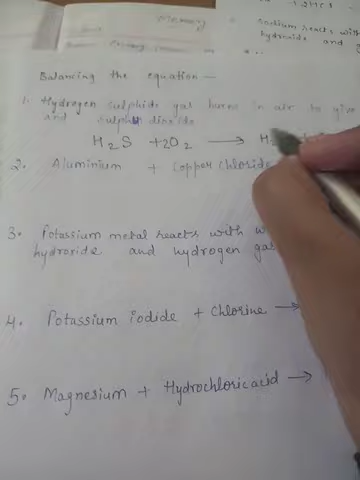 Memory
sodium reacts with
hydroxide and
Balancing the equation —
1. Hydrogen sulphide gas burns in air to give
and sulphur dioxide
H2S + 2O2 → H2
2. Aluminium + Copper Chloride
3. Potassium metal reacts with w
hydroxide and hydrogen gas
4. Potassium iodide + Chlorine →
5. Magnesium + Hydrochloric acid →